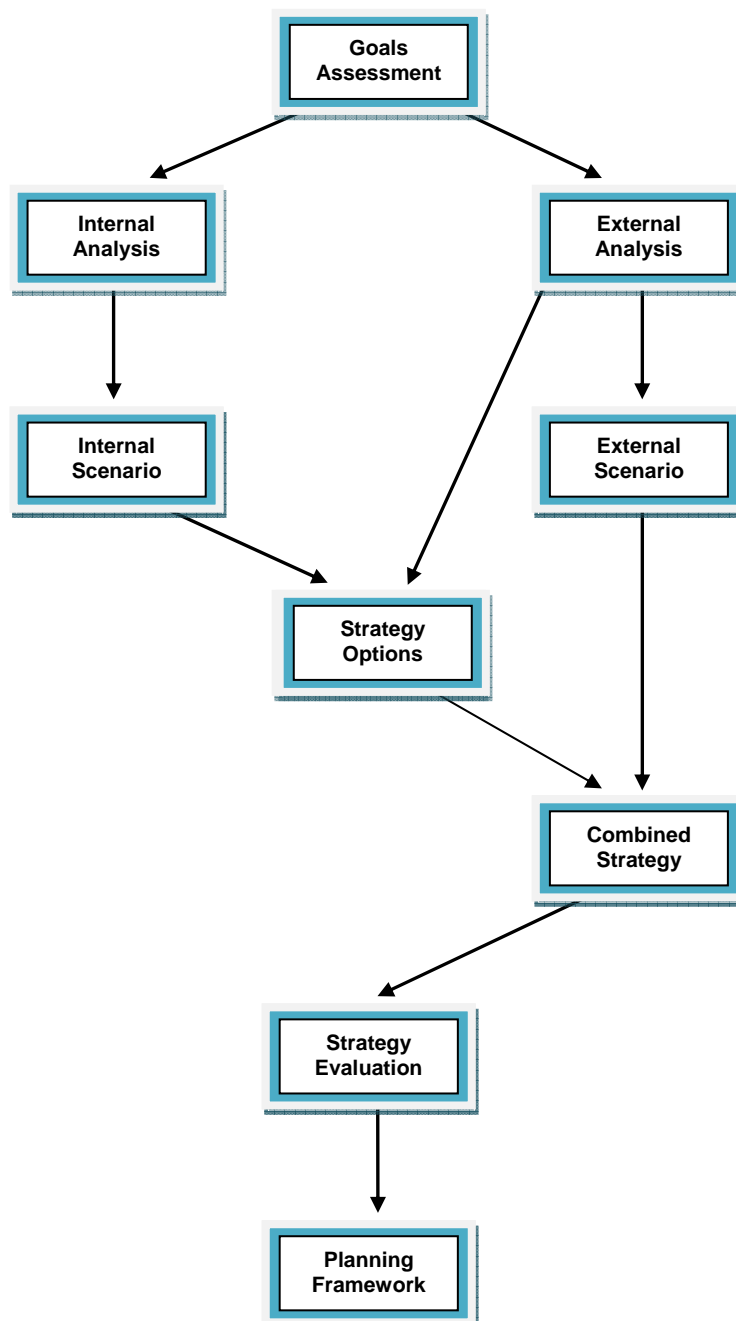 Goals
Assessment
Internal
Analysis
External
Analysis
Internal
Scenario
External
Scenario
Strategy
Options
Combined
Strategy
Strategy
Evaluation
Planning
Framework